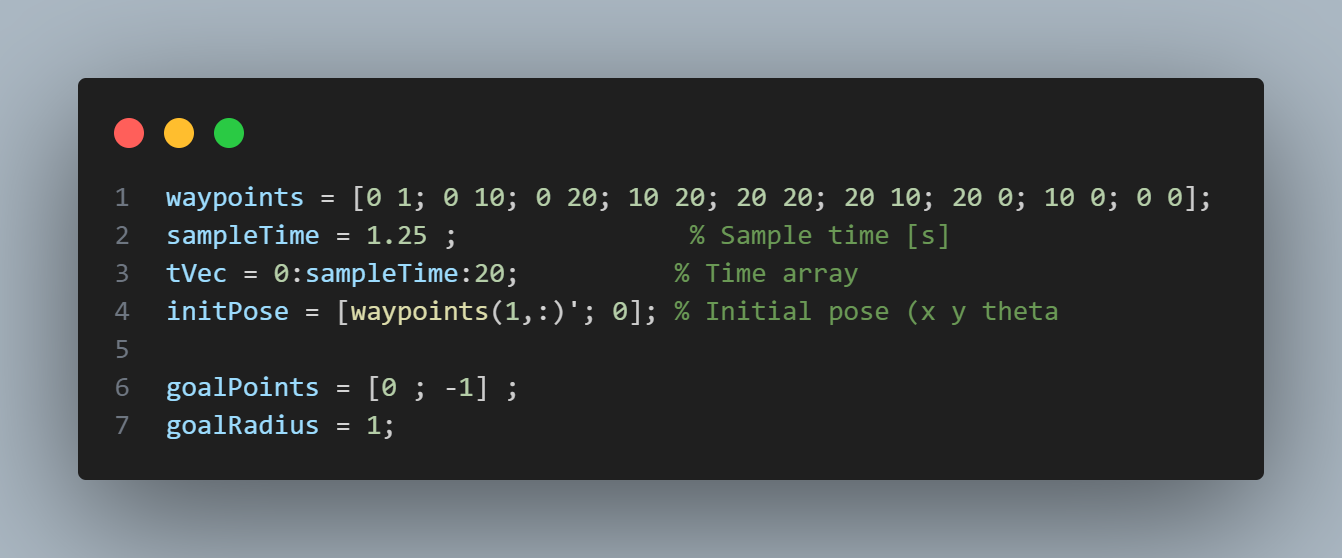 1 waypoints = [0 1; 0 10; 0 20; 10 20; 20 20; 20 10; 20 0; 10 0; 0 0];
2 sampleTime = 1.25 ;               % Sample time [s]
3 tVec = 0:sampleTime:20;          % Time array
4 initPose = [waypoints(1,:)'; 0]; % Initial pose (x y theta
5
6 goalPoints = [0 ; -1] ;
7 goalRadius = 1;